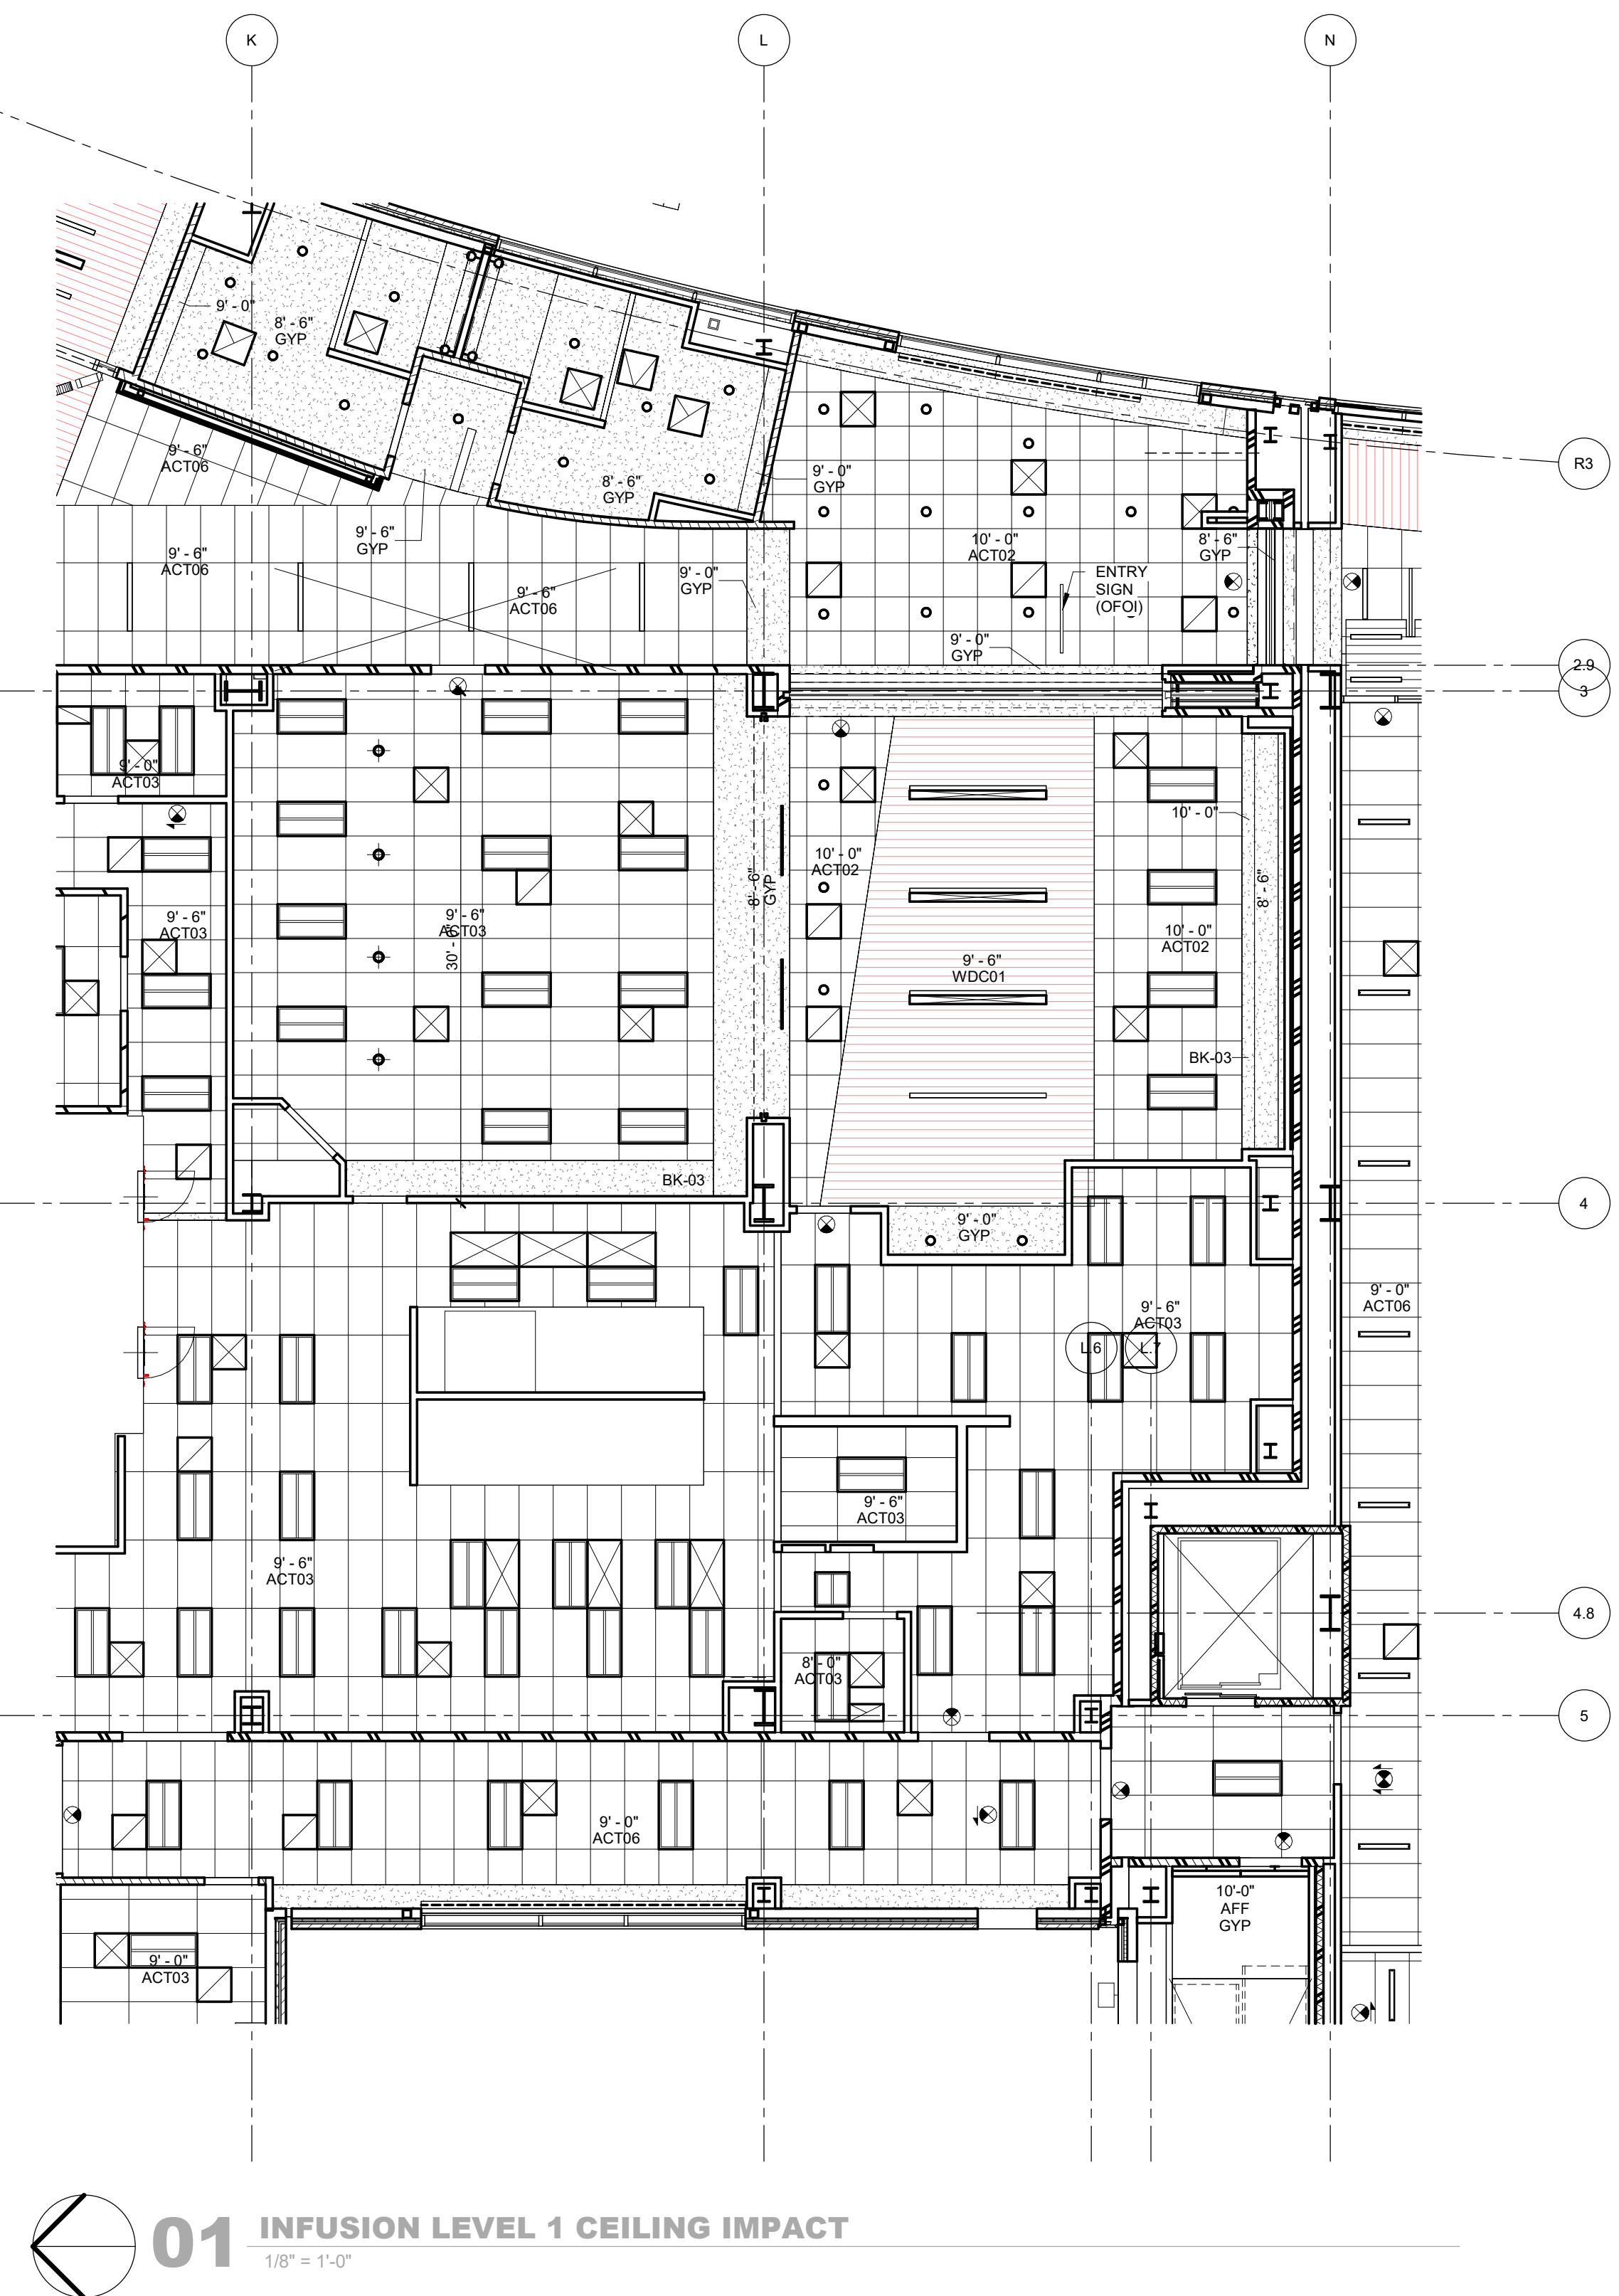 K
L
N
9' - 0"
8' - 6"
GYP
9' - 6"
ACT06
R3
9' - 0"
GYP
8' - 6"
GYP
9' - 6"
GYP
10' - 0"
ACT02
8' - 6"
GYP
9' - 6"
ACT06
9' - 0"
GYP
9' - 6"
ACT06
ENTRY
SIGN
(OFOI)
9' - 0"
GYP
2.9
3
9' - 0"
ACT03
10' - 0"
10' - 0"
ACT02
8' - 6"
GYP
8' - 6"
9' - 6"
ACT03
9' - 6"
ACT03
30' - 6"
10' - 0"
ACT02
9' - 6"
WDC01
BK-03
BK-03
4
9' - 0"
GYP
9' - 0"
ACT06
9' - 6"
ACT03
L.6
L.7
9' - 6"
ACT03
9' - 6"
ACT03
4.8
8' - 0"
ACT03
5
9' - 0"
ACT06
10'-0"
AFF
GYP
9' - 0"
ACT03
01
INFUSION LEVEL 1 CEILING IMPACT
1/8" = 1'-0"